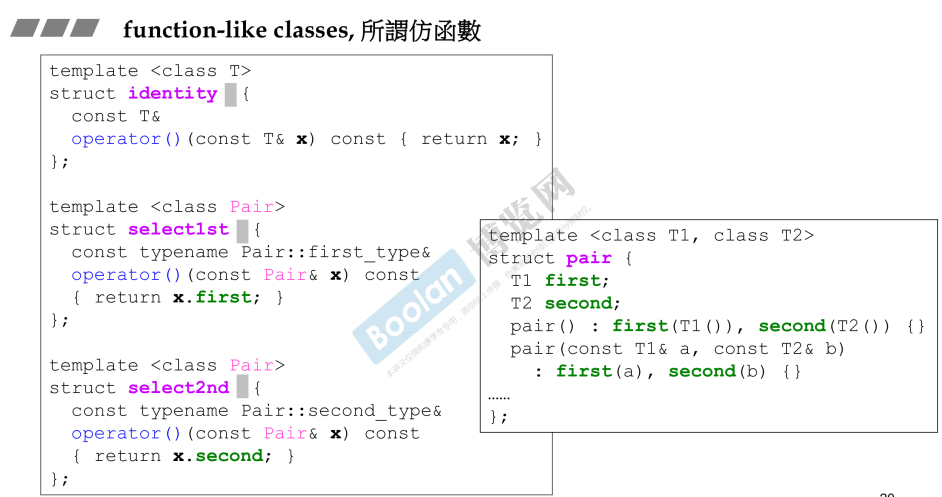 function-like classes, 所謂仿函數
template <class T>
struct identity {
const T&
operator()(const T& x) const { return x; }
};
template <class Pair>
struct select1st {
const typename Pair::first_type&
operator()(const Pair& x) const
{ return x.first; }
};
template <class Pair>
struct select2nd {
const typename Pair::second_type&
operator()(const Pair& x) const
{ return x.second; }
};
template <class T1, class T2>
struct pair {
T1 first;
T2 second;
pair() : first(T1()), second(T2()) {}
pair(const T1& a, const T2& b)
: first(a), second(b) {}
……
};
Boolan 博览网